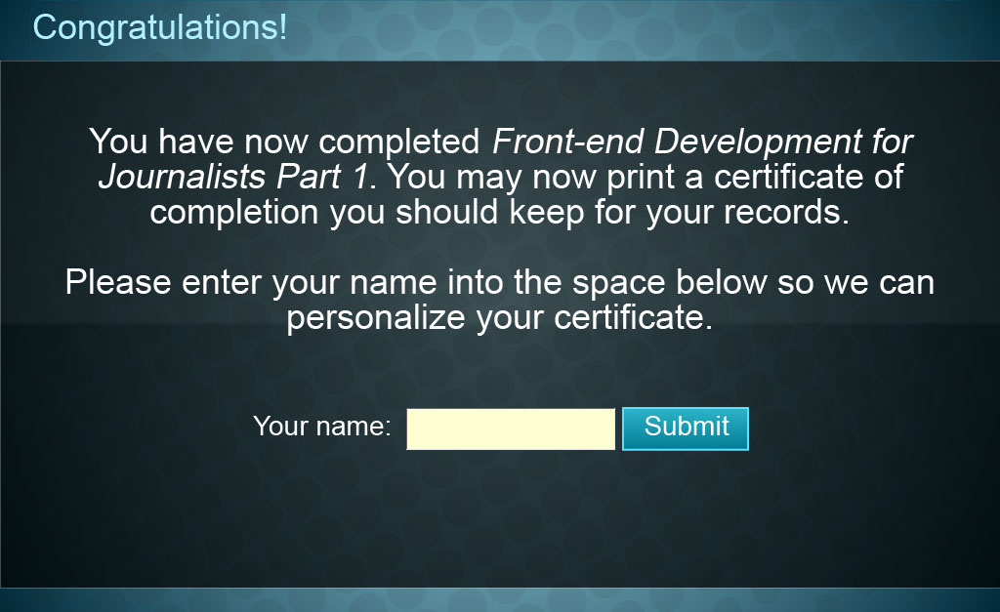 Congratulations!
You have now completed Front-end Development for
Journalists Part 1. You may now print a certificate of
completion you should keep for your records.
Please enter your name into the space below so we can
personalize your certificate.
Your name: Submit